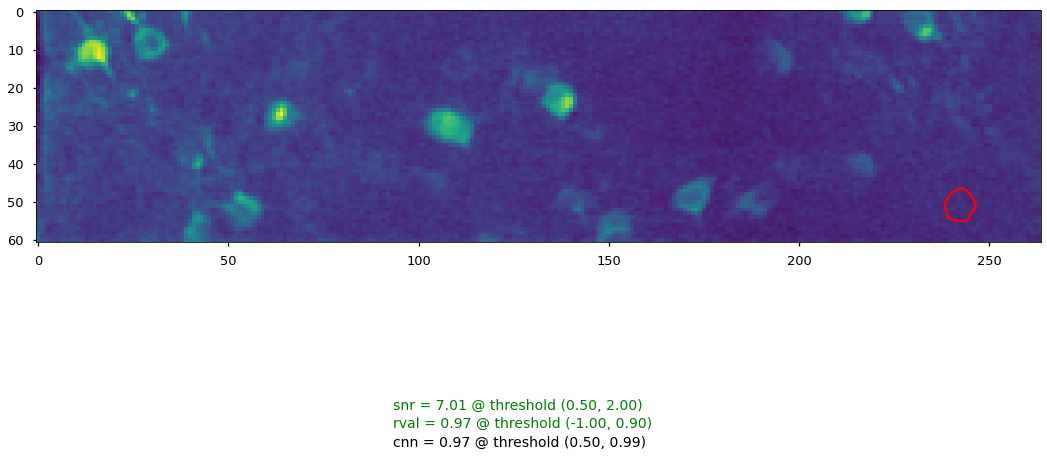 0
10
20
30
40
50
60
0 50 100 150 200 250
snr = 7.01 @ threshold (0.50, 2.00)
rval = 0.97 @ threshold (-1.00, 0.90)
cnn = 0.97 @ threshold (0.50, 0.99)